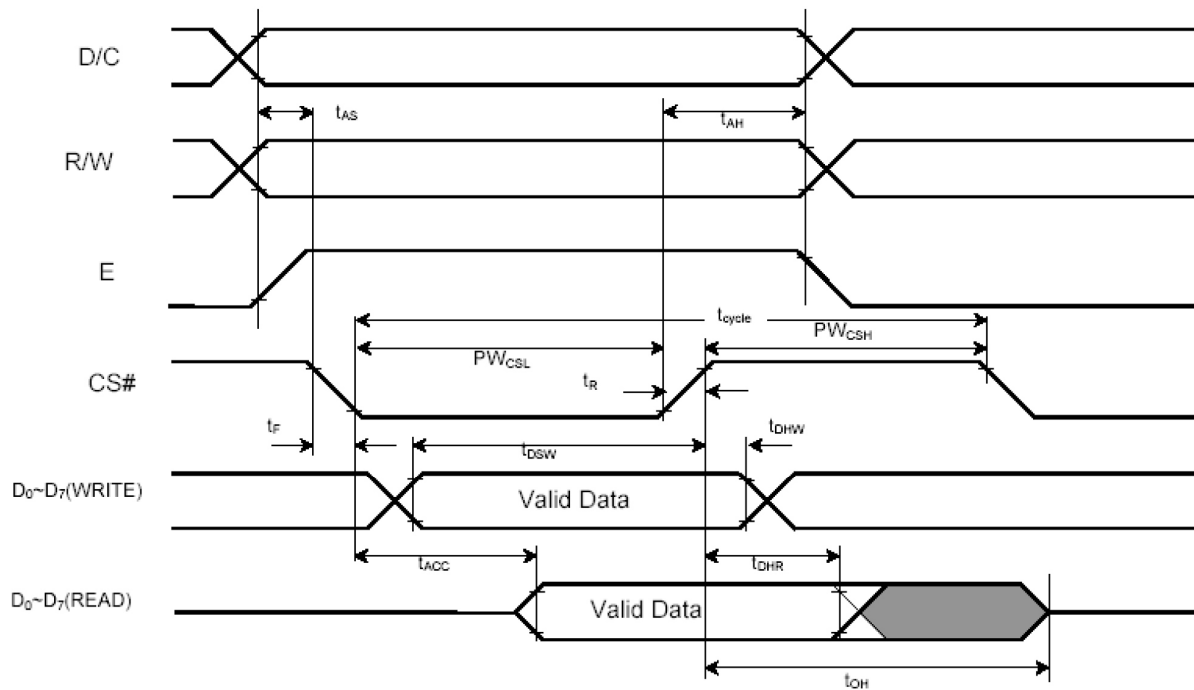 D/C
tAS
tAH
R/W
E
tcycle
PWCSL
PWCSH
CS#
tR
tF
tDSW
tDHW
D0~D7(WRITE)
Valid Data
tACC
tDHR
D0~D7(READ)
Valid Data
tOH